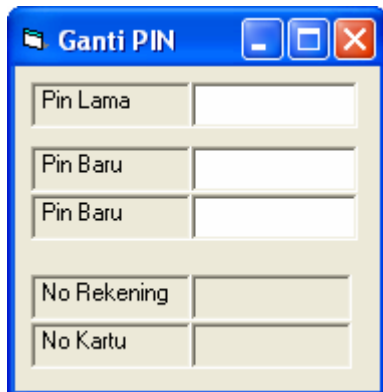 Ganti PIN
Pin Lama
Pin Baru
Pin Baru
No Rekening
No Kartu